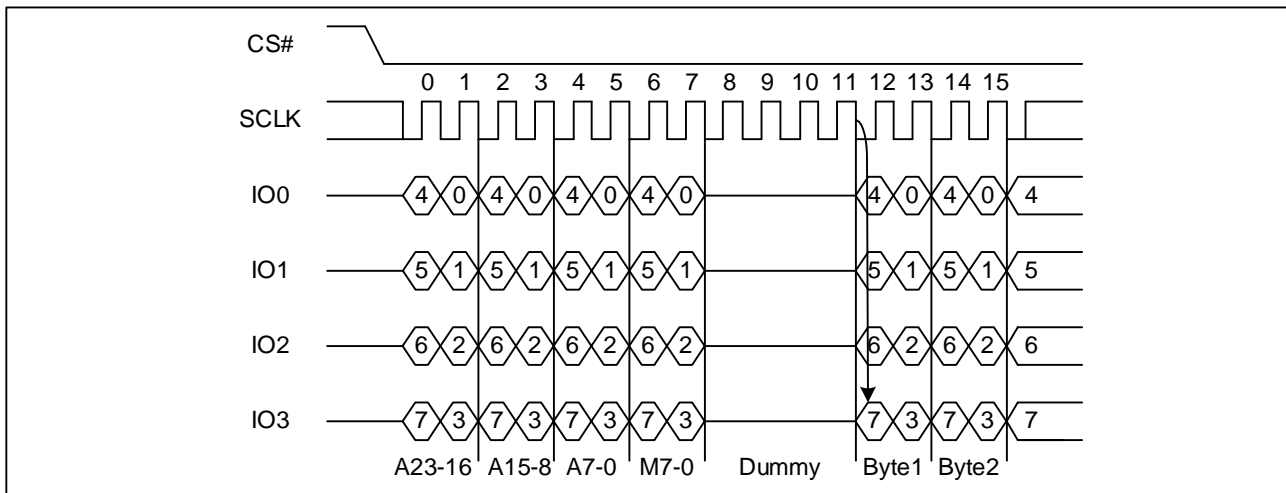 CS#
0 1 2 3 4 5 6 7 8 9 10 11 12 13 14 15
SCLK
IO0 4 0 4 0 4 0 4 0 4 0 4 0 4
IO1 5 1 5 1 5 1 5 1 5 1 5 1 5
IO2 6 2 6 2 6 2 6 2 6 2 6 2 6
IO3 7 3 7 3 7 3 7 3 7 3 7 3 7
A23-16 A15-8 A7-0 M7-0 Dummy Byte1 Byte2